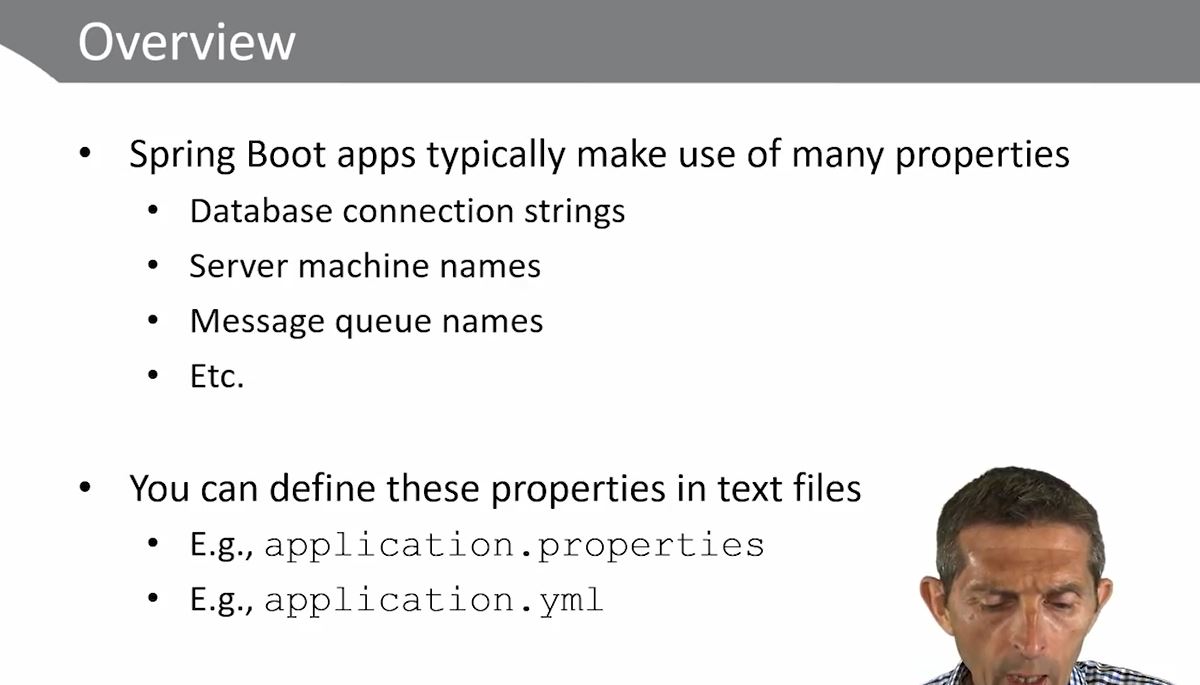 Overview
• Spring Boot apps typically make use of many properties
• Database connection strings
• Server machine names
• Message queue names
• Etc.
• You can define these properties in text files
• E.g., application.properties
• E.g., application.yml